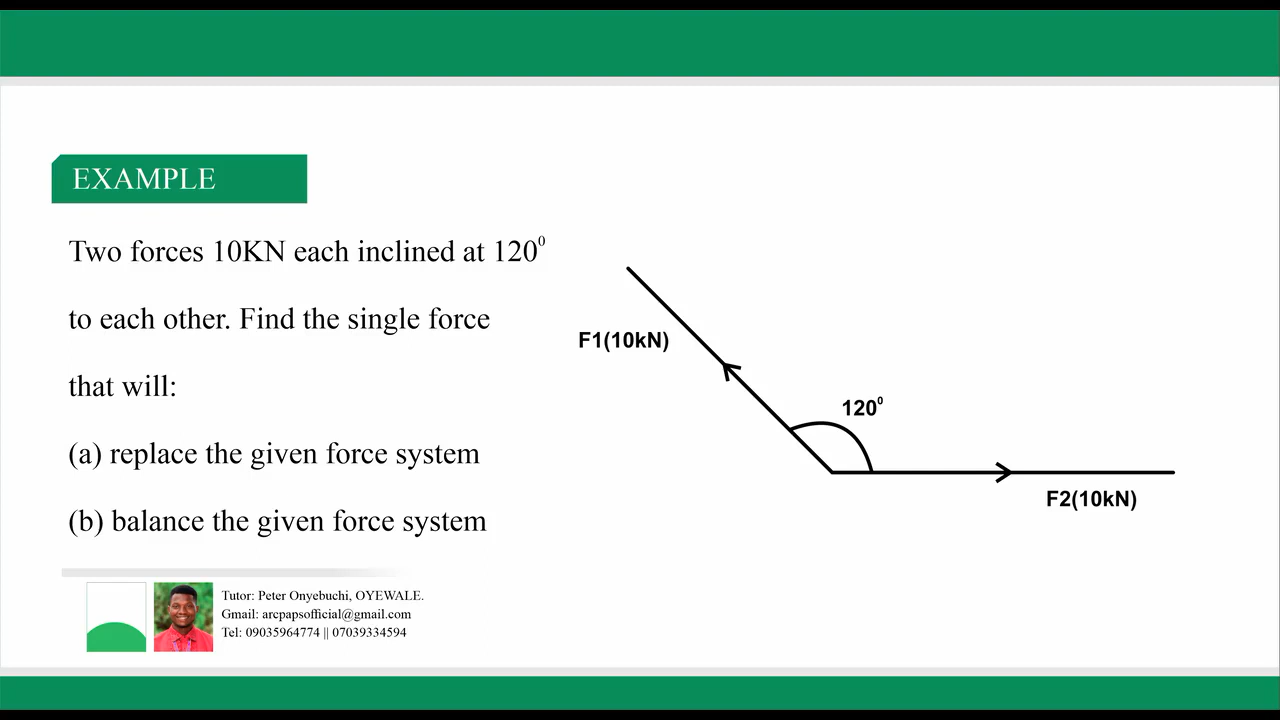 EXAMPLE
Two forces 10KN each inclined at 120⁰
to each other. Find the single force
that will:
(a) replace the given force system
(b) balance the given force system
F1(10kN)
120⁰
F2(10kN)
Tutor: Peter Onyebuchi, OYEWALE.
Gmail: arcpapsofficial@gmail.com
Tel: 09035964774 || 07039334594